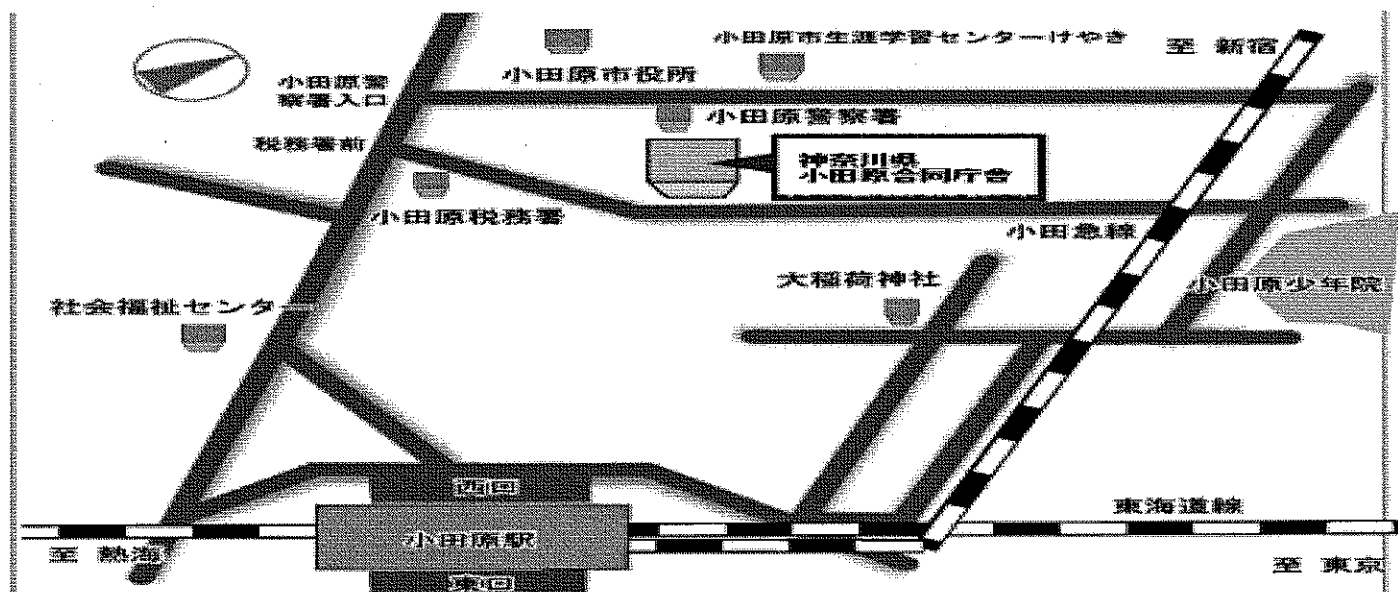 小田原市生涯学習センターけやき
至 新宿
小田原市役所
小田原警
察署入口
小田原警察署
税務署前
神奈川県
小田原合同庁舎
小田原税務署
小田急線
大稲荷神社
小田原少年院
社会福祉センター
西口
東海道線
小田原駅
至 熱海
至 東京
東口